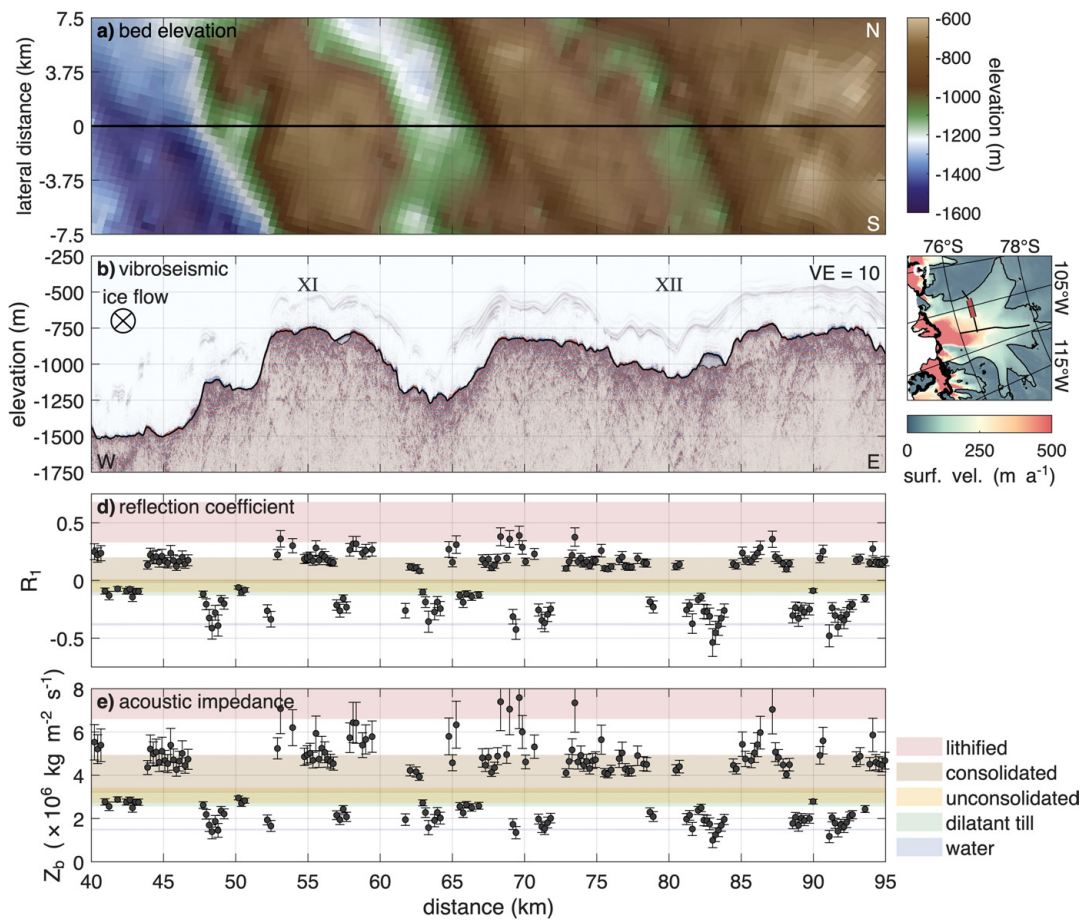 a) bed elevation
N
S
7.5
3.75
0
-3.75
-7.5
lateral distance (km)
-600
-800
-1000
-1200
-1400
-1600
elevation (m)
b) vibroseismic
XI
XII
VE = 10
ice flow
W
E
-250
-500
-750
-1000
-1250
-1500
-1750
elevation (m)
c)
76°S
78°S
105°W
115°W
0
250
500
surf. vel. (m a⁻¹)
d) reflection coefficient
0.5
0
-0.5
R₁
e) acoustic impedance
8
6
4
2
0
Z_b ( × 10⁶ kg m⁻² s⁻¹)
40
45
50
55
60
65
70
75
80
85
90
95
distance (km)
lithified
consolidated
unconsolidated
dilatant till
water